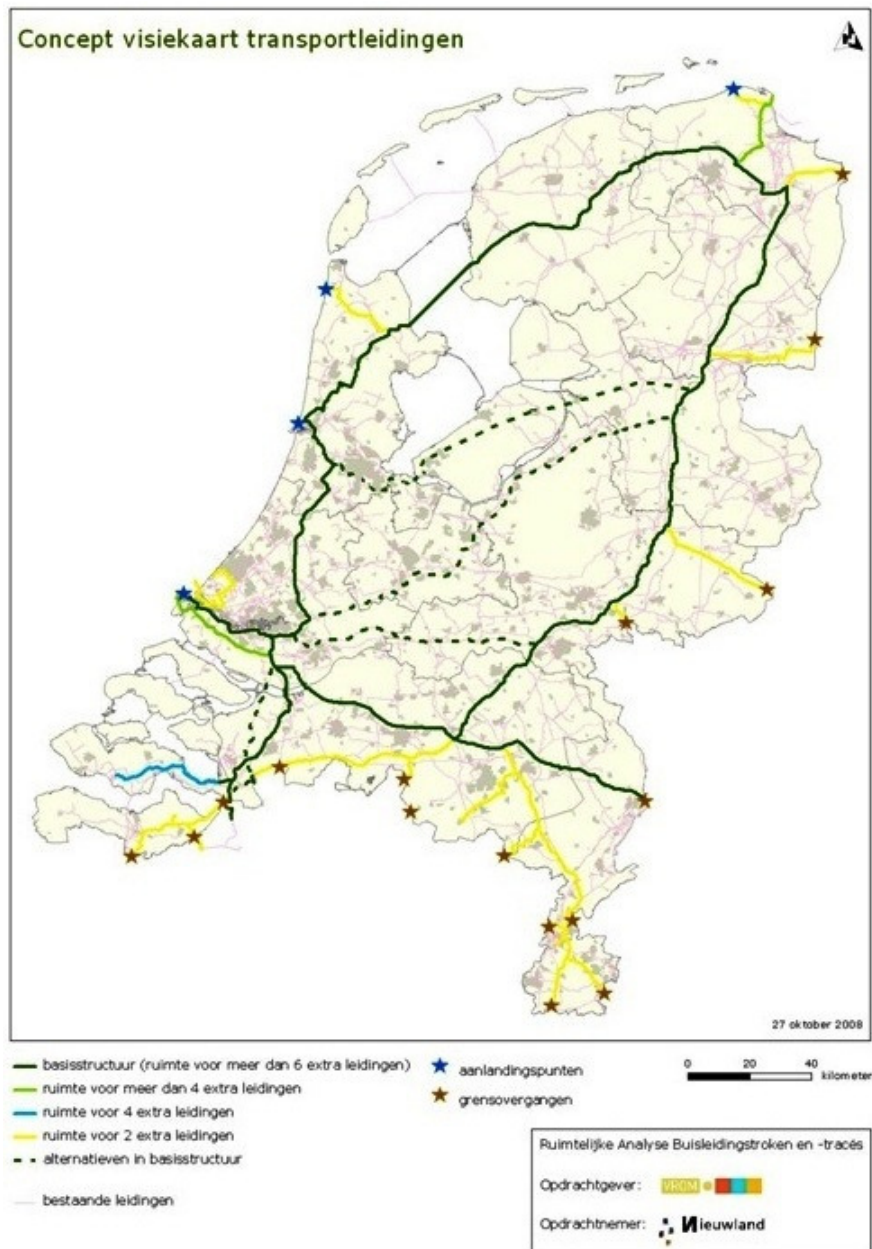 Concept visiekaart transportleidingen
27 oktober 2008
basisstructuur (ruimte voor meer dan 6 extra leidingen)
ruimte voor meer dan 4 extra leidingen
ruimte voor 4 extra leidingen
ruimte voor 2 extra leidingen
alternatieven in basisstructuur
bestaande leidingen
aanlandingspunten
grensovergangen
0 20 40
kilometer
Ruimtelijke Analyse Buisleidingstroken en -tracés
Opdrachtgever: VROM
Opdrachtnemer: Nieuwland